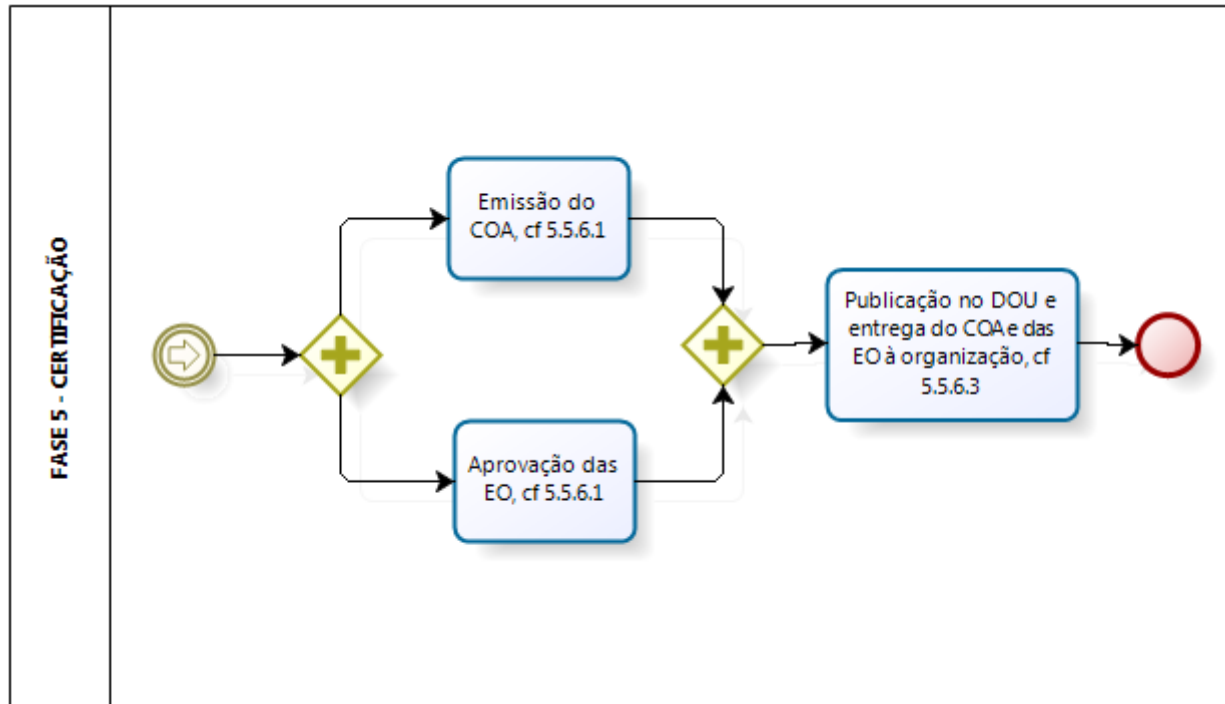 FASE 5 - CERTIFICAÇÃO
Emissão do
COA, cf 5.5.6.1
Aprovação das
EO, cf 5.5.6.1
Publicação no DOU e
entrega do COA e das
EO à organização, cf
5.5.6.3